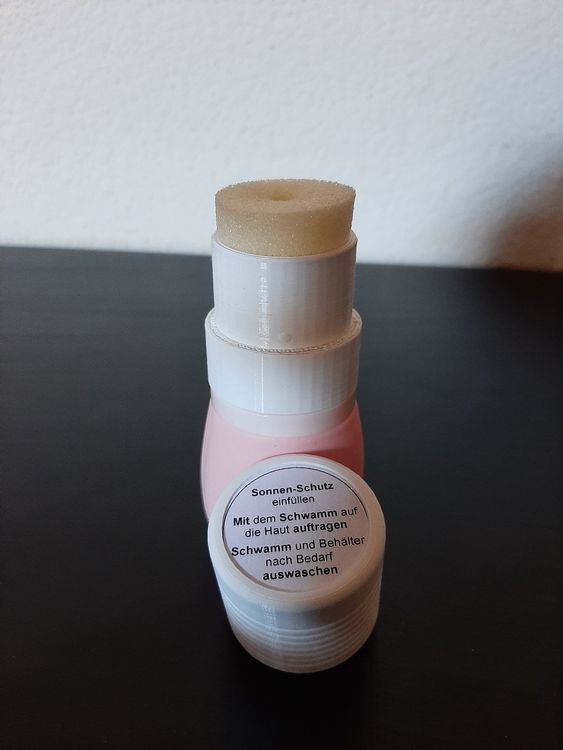 Sonnen-Schutz
einfüllen
Mit dem Schwamm auf
die Haut auftragen
Schwamm und Behälter
nach Bedarf
auswaschen